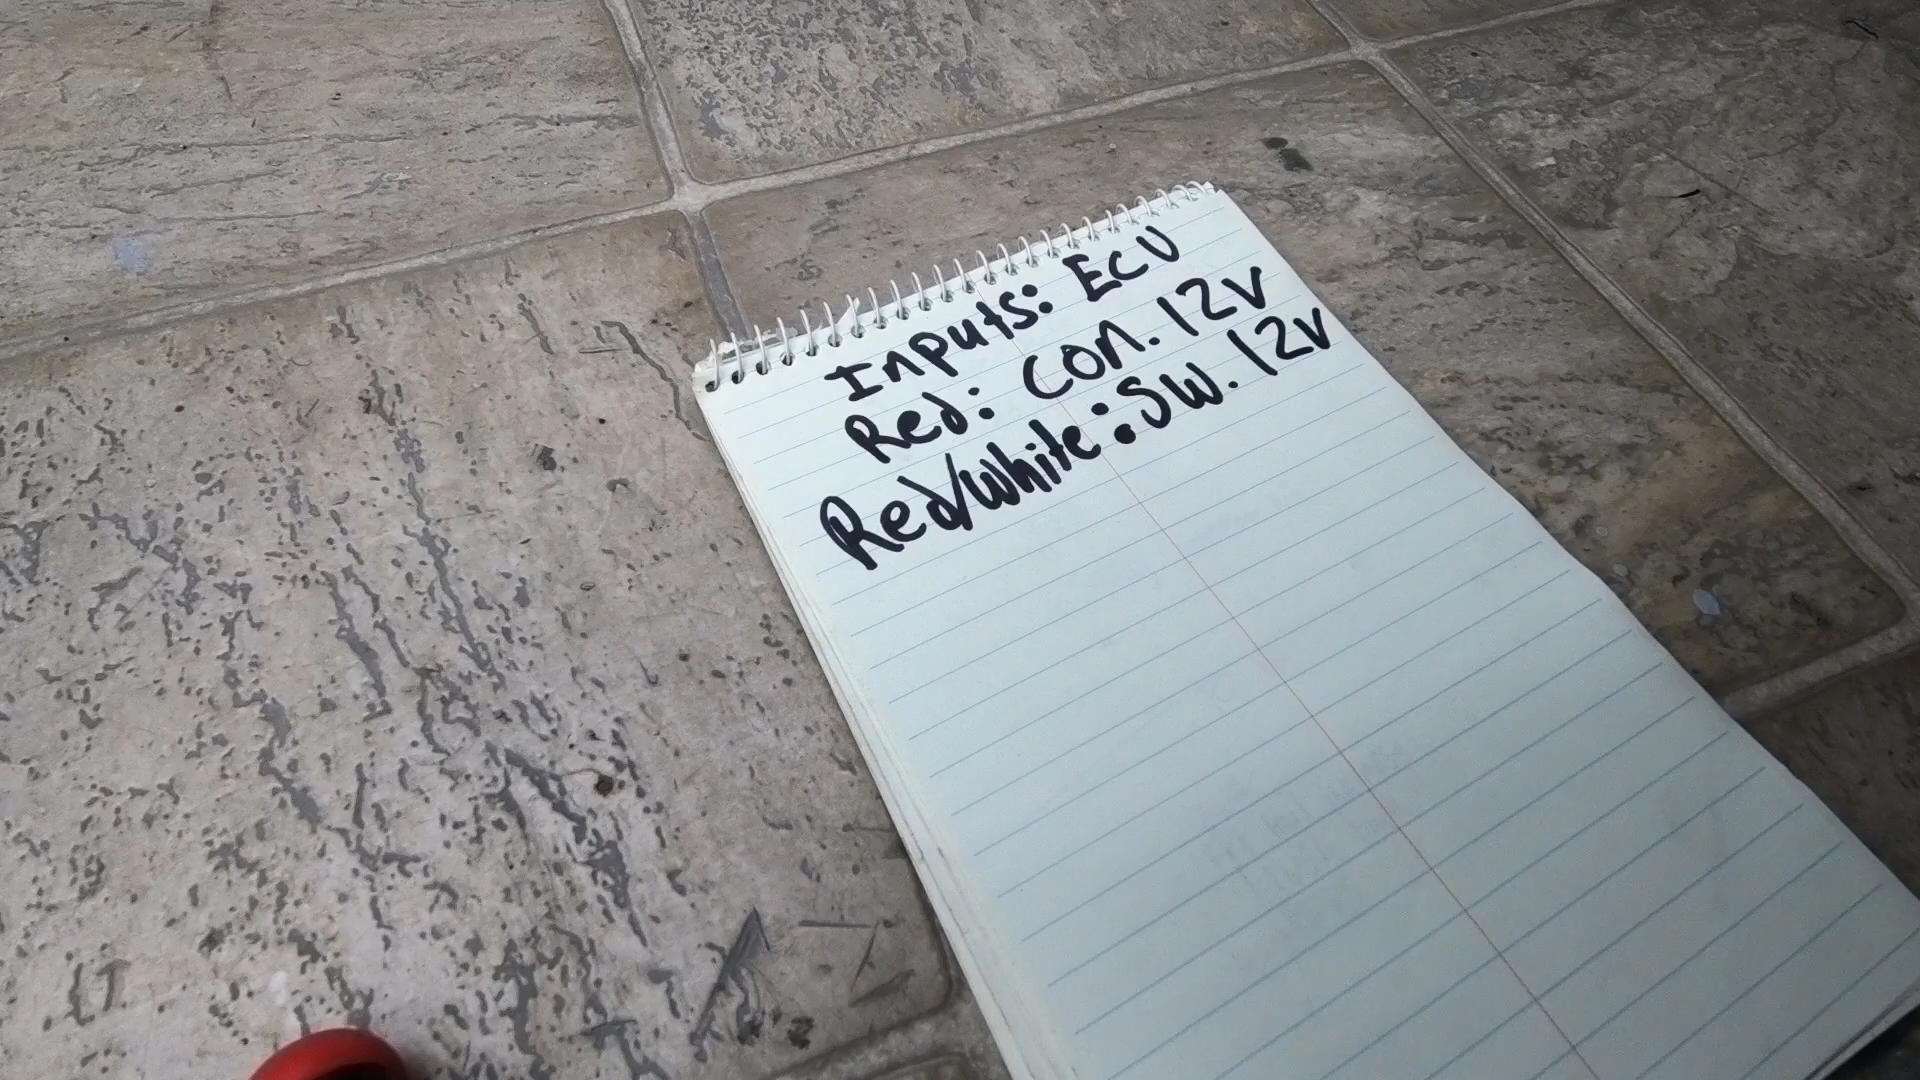 Inputs: ECU
Red: Con. 12v
Red/White: SW. 12v